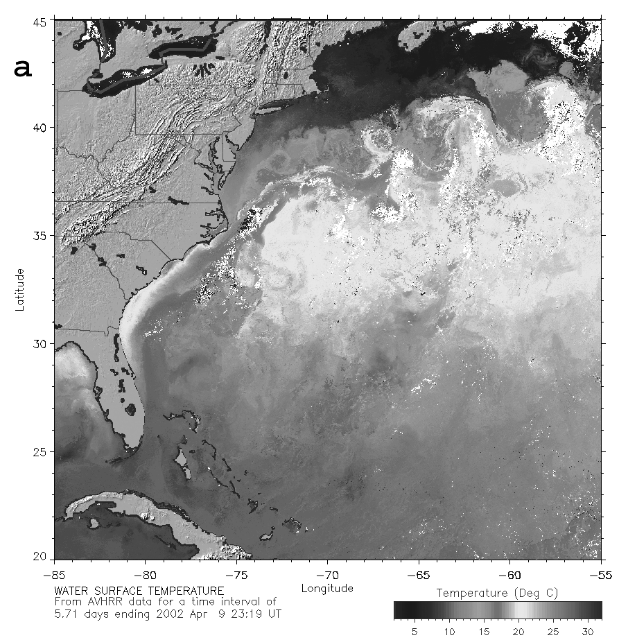 a
45
40
35
30
25
20
Latitude
-85
-80
-75
-70
-65
-60
-55
Longitude
WATER SURFACE TEMPERATURE
From AVHRR data for a time interval of
5.71 days ending 2002 Apr 9 23:19 UT
Temperature (Deg C)
5 10 15 20 25 30